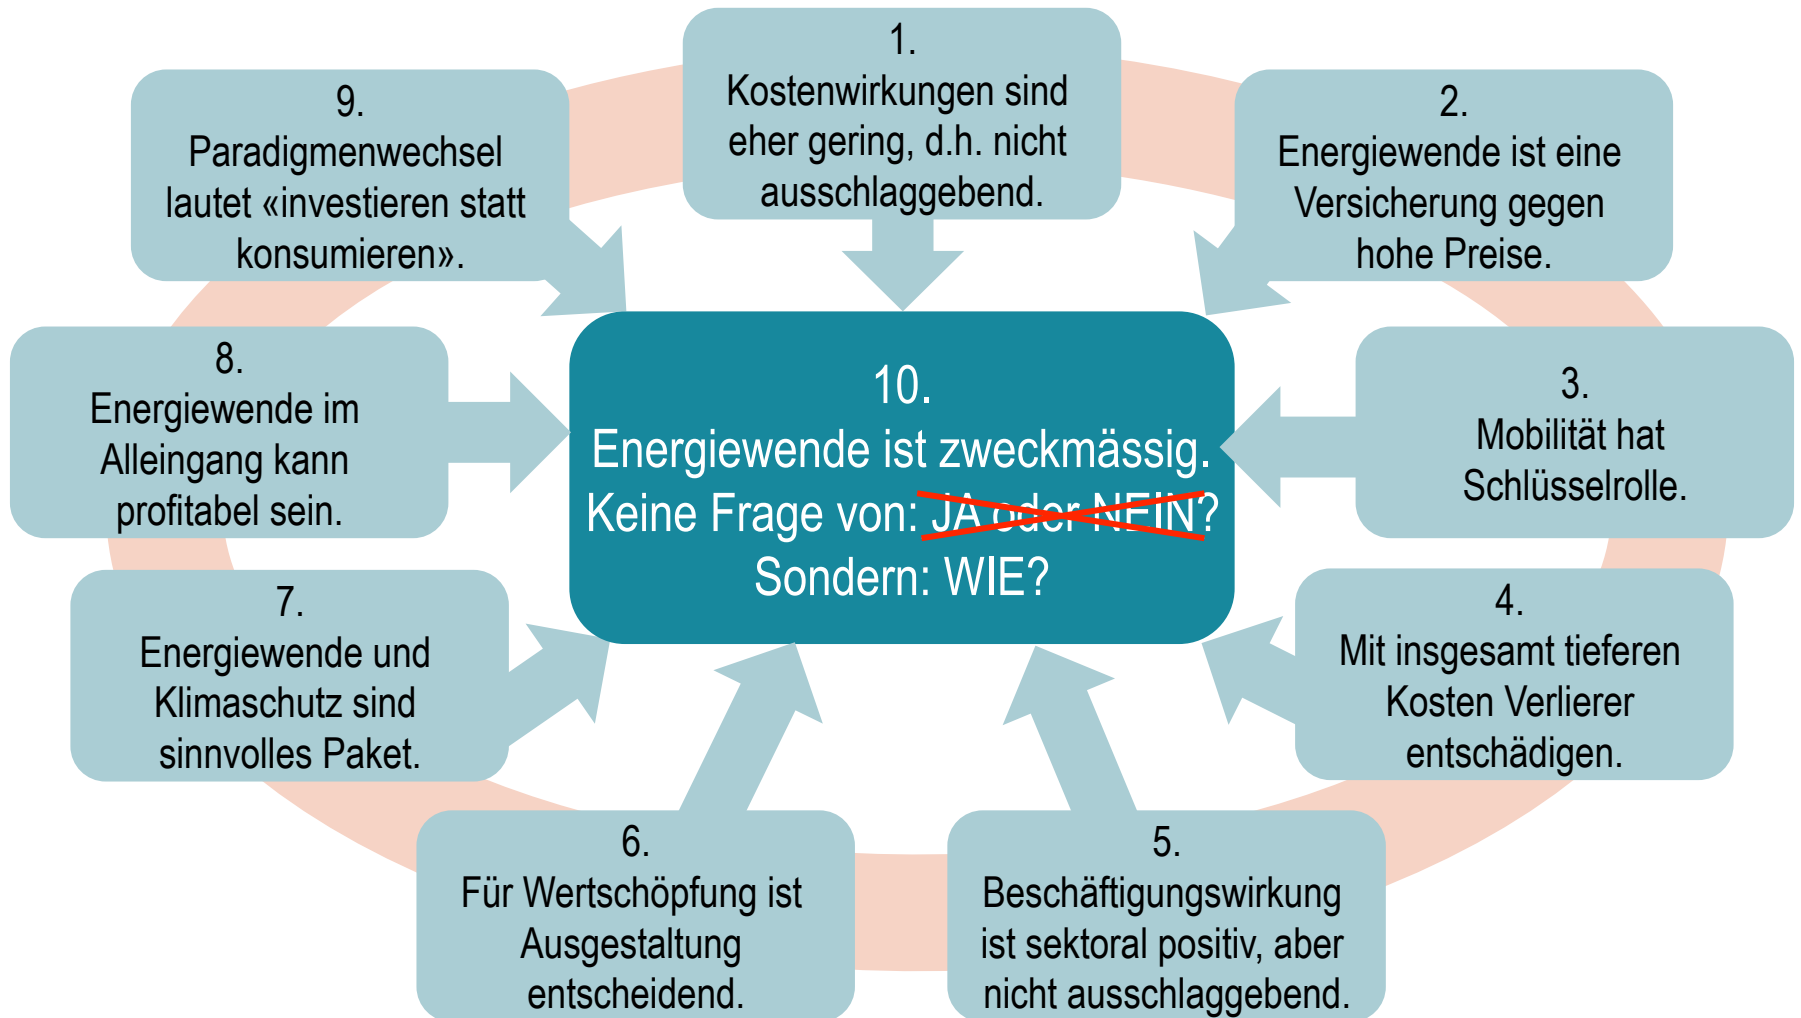 1.
Kostenwirkungen sind
eher gering, d.h. nicht
ausschlaggebend.
2.
Energiewende ist eine
Versicherung gegen
hohe Preise.
3.
Mobilität hat
Schlüsselrolle.
4.
Mit insgesamt tieferen
Kosten Verlierer
entschädigen.
5.
Beschäftigungswirkung
ist sektoral positiv, aber
nicht ausschlaggebend.
6.
Für Wertschöpfung ist
Ausgestaltung
entscheidend.
7.
Energiewende und
Klimaschutz sind
sinnvolles Paket.
8.
Energiewende im
Alleingang kann
profitabel sein.
9.
Paradigmenwechsel
lautet «investieren statt
konsumieren».
10.
Energiewende ist zweckmässig.
Keine Frage von: JA oder NEIN?
Sondern: WIE?